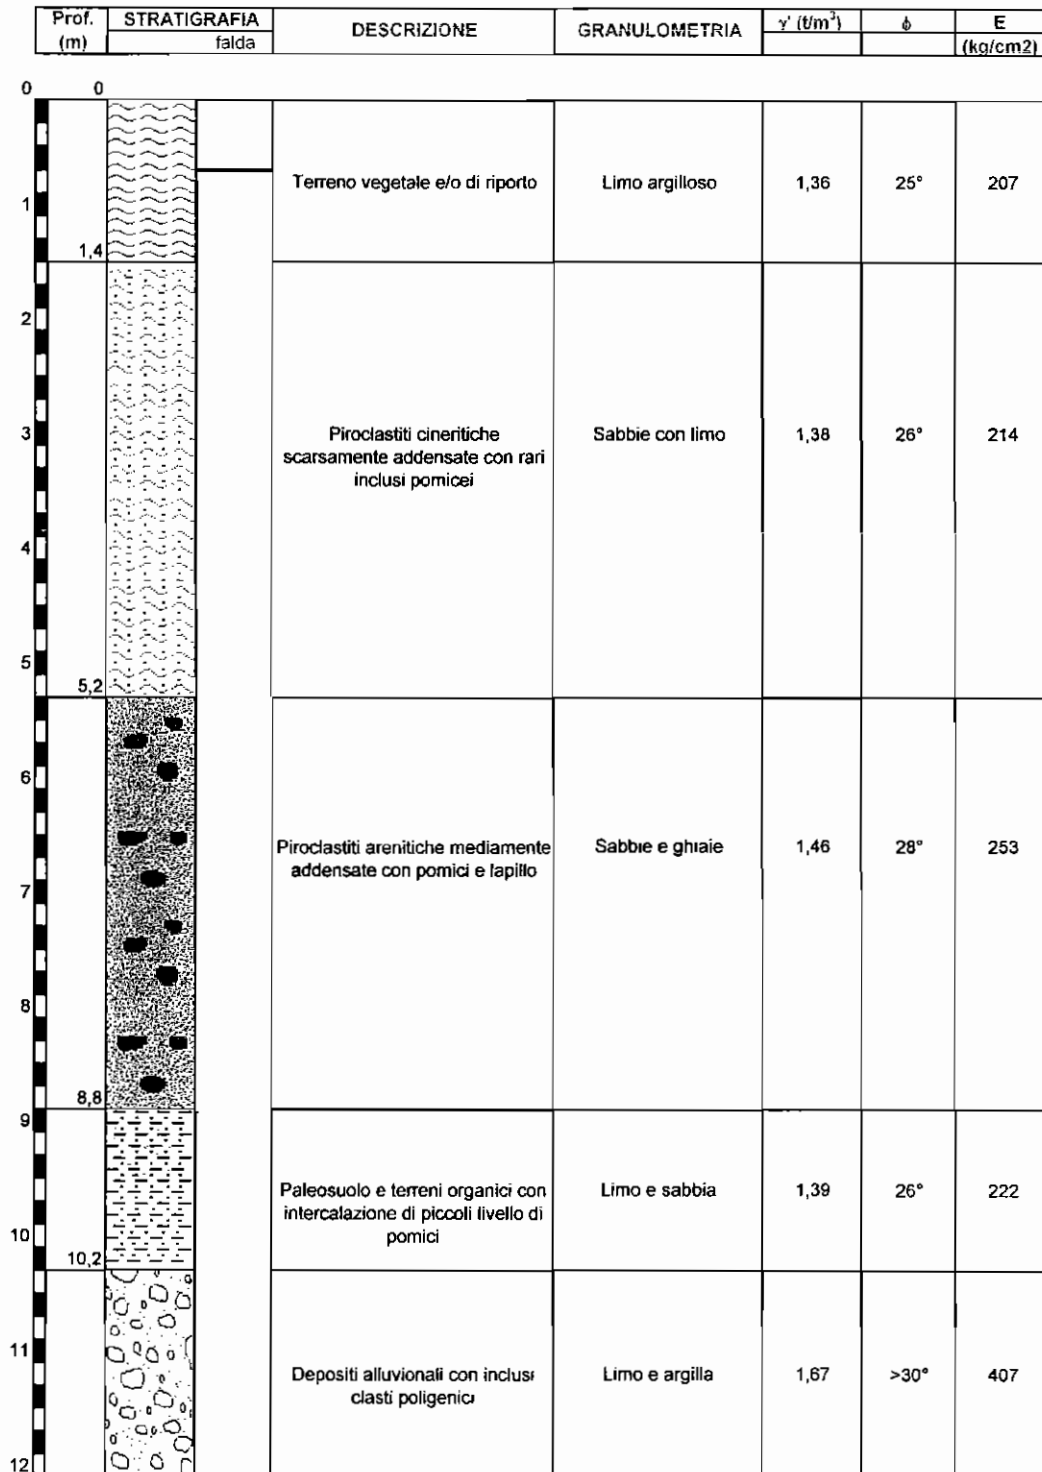 Prof. STRATIGRAFIA DESCRIZIONE GRANULOMETRIA γ' (t/m³) ϕ E
(m) falda (kg/cm2)
0 0
Terreno vegetale e/o di riporto Limo argilloso 1,36 25° 207
1
1,4
2
3 Piroclastiti cineritiche Sabbie con limo 1,38 26° 214
scarsamente addensate con rari
inclusi pomicei
4
5
5,2
6
Piroclastiti arenitiche mediamente Sabbie e ghiaie 1,46 28° 253
addensate con pomici e lapillo
7
8
8,8
9
Paleosuolo e terreni organici con Limo e sabbia 1,39 26° 222
intercalazione di piccoli livello di
pomici
10
10,2
11
Depositi alluvionali con inclusi Limo e argilla 1,67 >30° 407
clasti poligenici
12